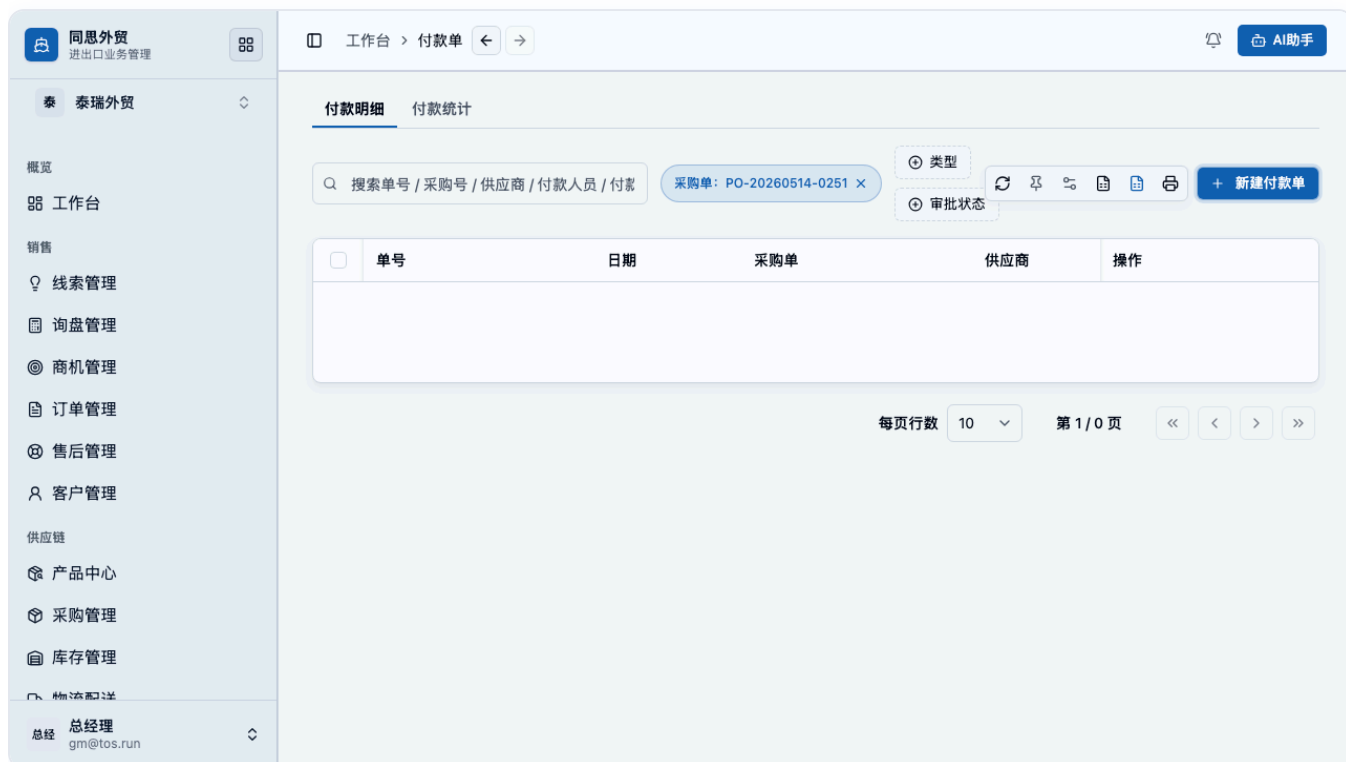 同思外贸
进出口业务管理
泰 泰瑞外贸
概览
工作台
销售
线索管理
询盘管理
商机管理
订单管理
售后管理
客户管理
供应链
产品中心
采购管理
库存管理
物流配送
总经 总经理
gm@tos.run
工作台 > 付款单
AI助手
付款明细 付款统计
搜索单号 / 采购号 / 供应商 / 付款人员 / 付款
采购单: PO-20260514-0251 ×
类型
审批状态
+ 新建付款单
单号 日期 采购单 供应商 操作
每页行数 10 第 1 / 0 页